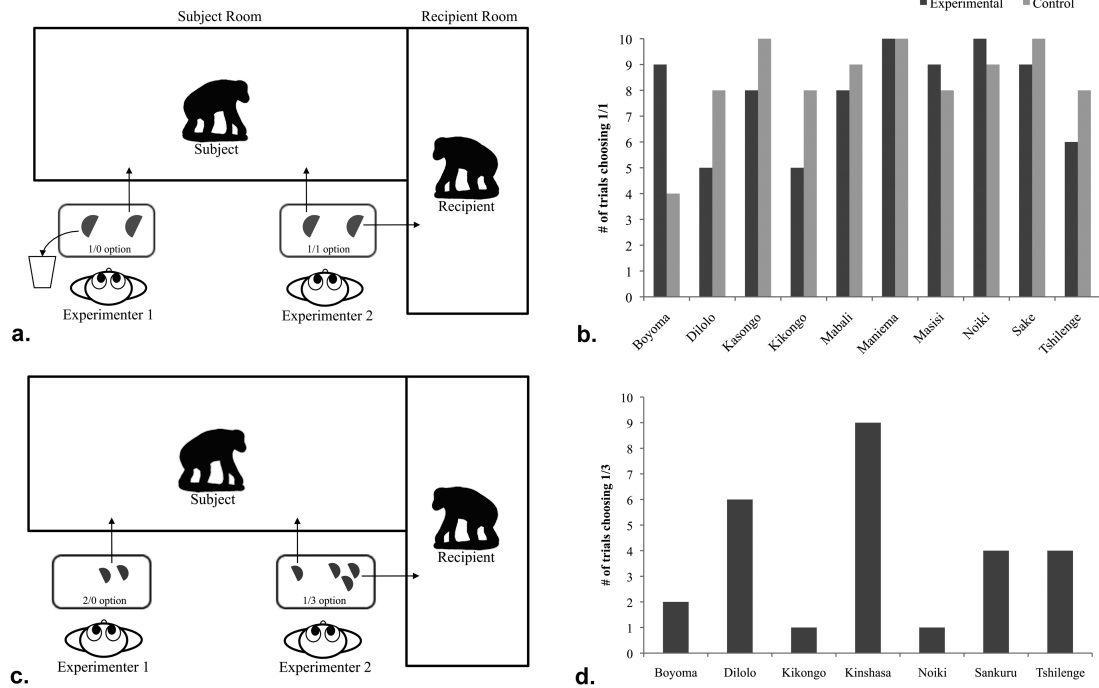 Subject Room
Recipient Room
Subject
Recipient
1/0 option
1/1 option
Experimenter 1
Experimenter 2
a.
Experimental
Control
# of trials choosing 1/1
10
9
8
7
6
5
4
3
2
1
0
Boyoma
Dilolo
Kasongo
Kikongo
Mabali
Maniema
Masisi
Noiki
Sake
Tshilenge
b.
Subject
Recipient
2/0 option
1/3 option
Experimenter 1
Experimenter 2
c.
# of trials choosing 1/3
10
9
8
7
6
5
4
3
2
1
0
Boyoma
Dilolo
Kikongo
Kinshasa
Noiki
Sankuru
Tshilenge
d.